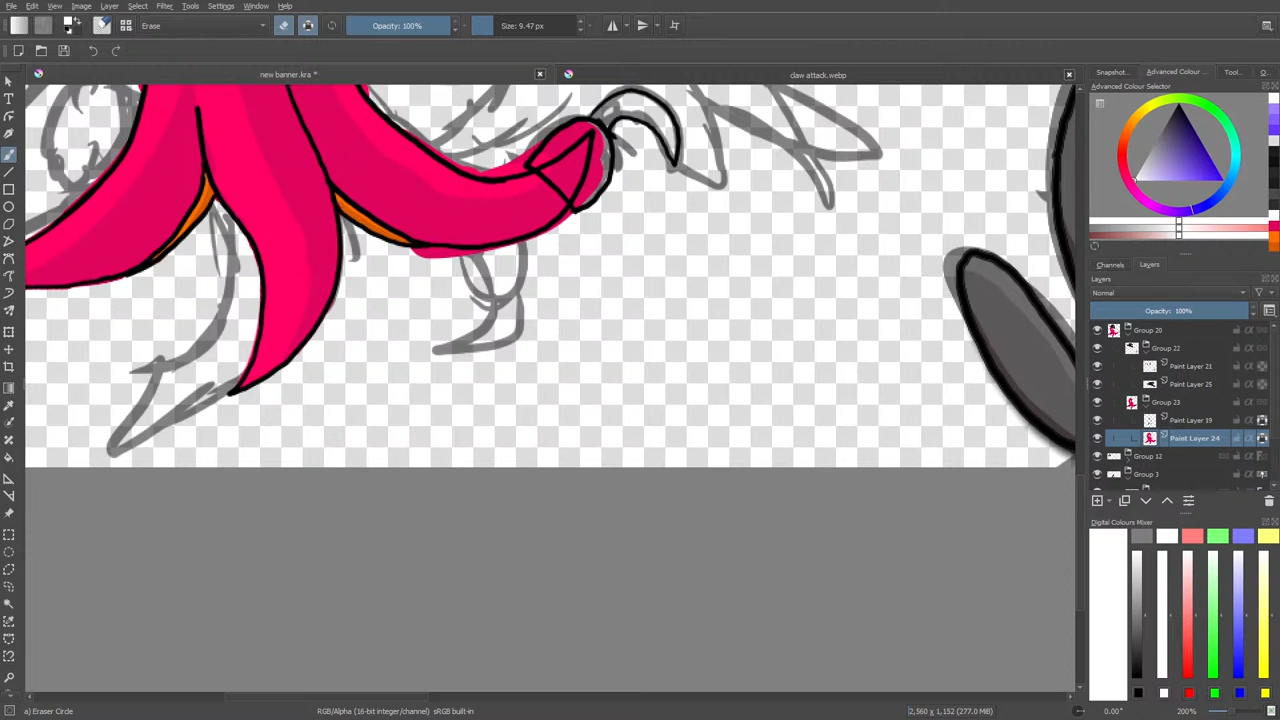 File Edit View Image Layer Select Filter Tools Settings Window Help
Erase Opacity: 100% Size: 9.47 px
new banner.kra * claw attack.webp
Snapshot... Advanced Colour ... Tool... O...
Advanced Colour Selector
Channels Layers
Layers
Normal
Opacity: 100%
Group 20
Group 22
Paint Layer 21
Paint Layer 25
Group 23
Paint Layer 19
Paint Layer 24
Group 12
Group 3
Digital Colours Mixer
a) Eraser Circle RGB/Alpha (16-bit integer/channel) sRGB built-in 2,560 x 1,152 (277.0 MiB) 0.00° 200%